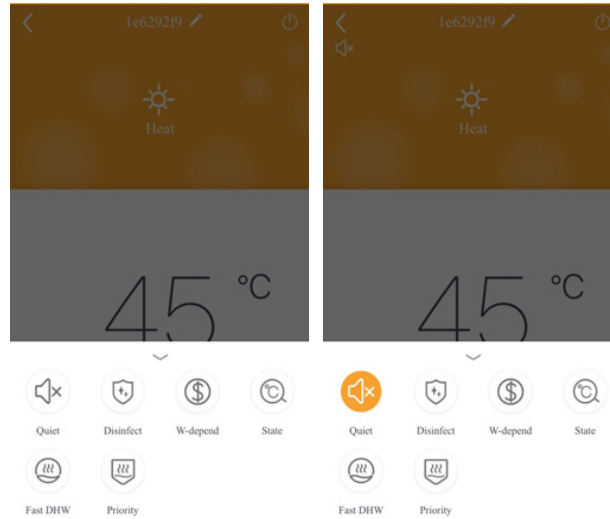 1e6292f9
Heat
45 °C
Quiet Disinfect W-depend State
Fast DHW Priority
1e6292f9
Heat
45 °C
Quiet Disinfect W-depend State
Fast DHW Priority